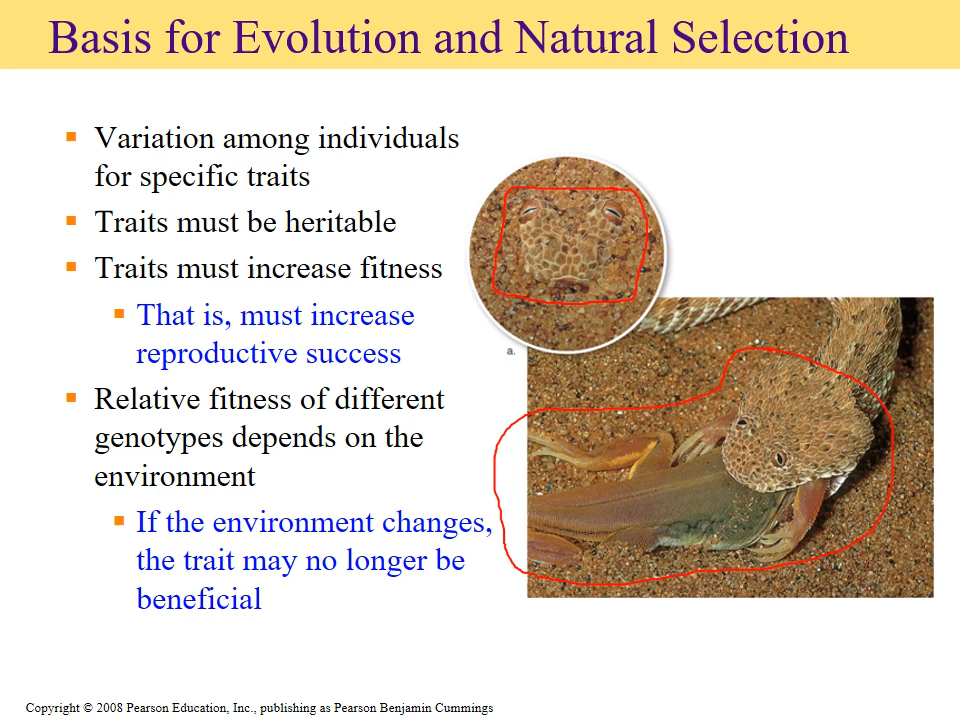 Basis for Evolution and Natural Selection
Variation among individuals
for specific traits
Traits must be heritable
Traits must increase fitness
That is, must increase
reproductive success
Relative fitness of different
genotypes depends on the
environment
If the environment changes,
the trait may no longer be
beneficial
a.
Copyright © 2008 Pearson Education, Inc., publishing as Pearson Benjamin Cummings